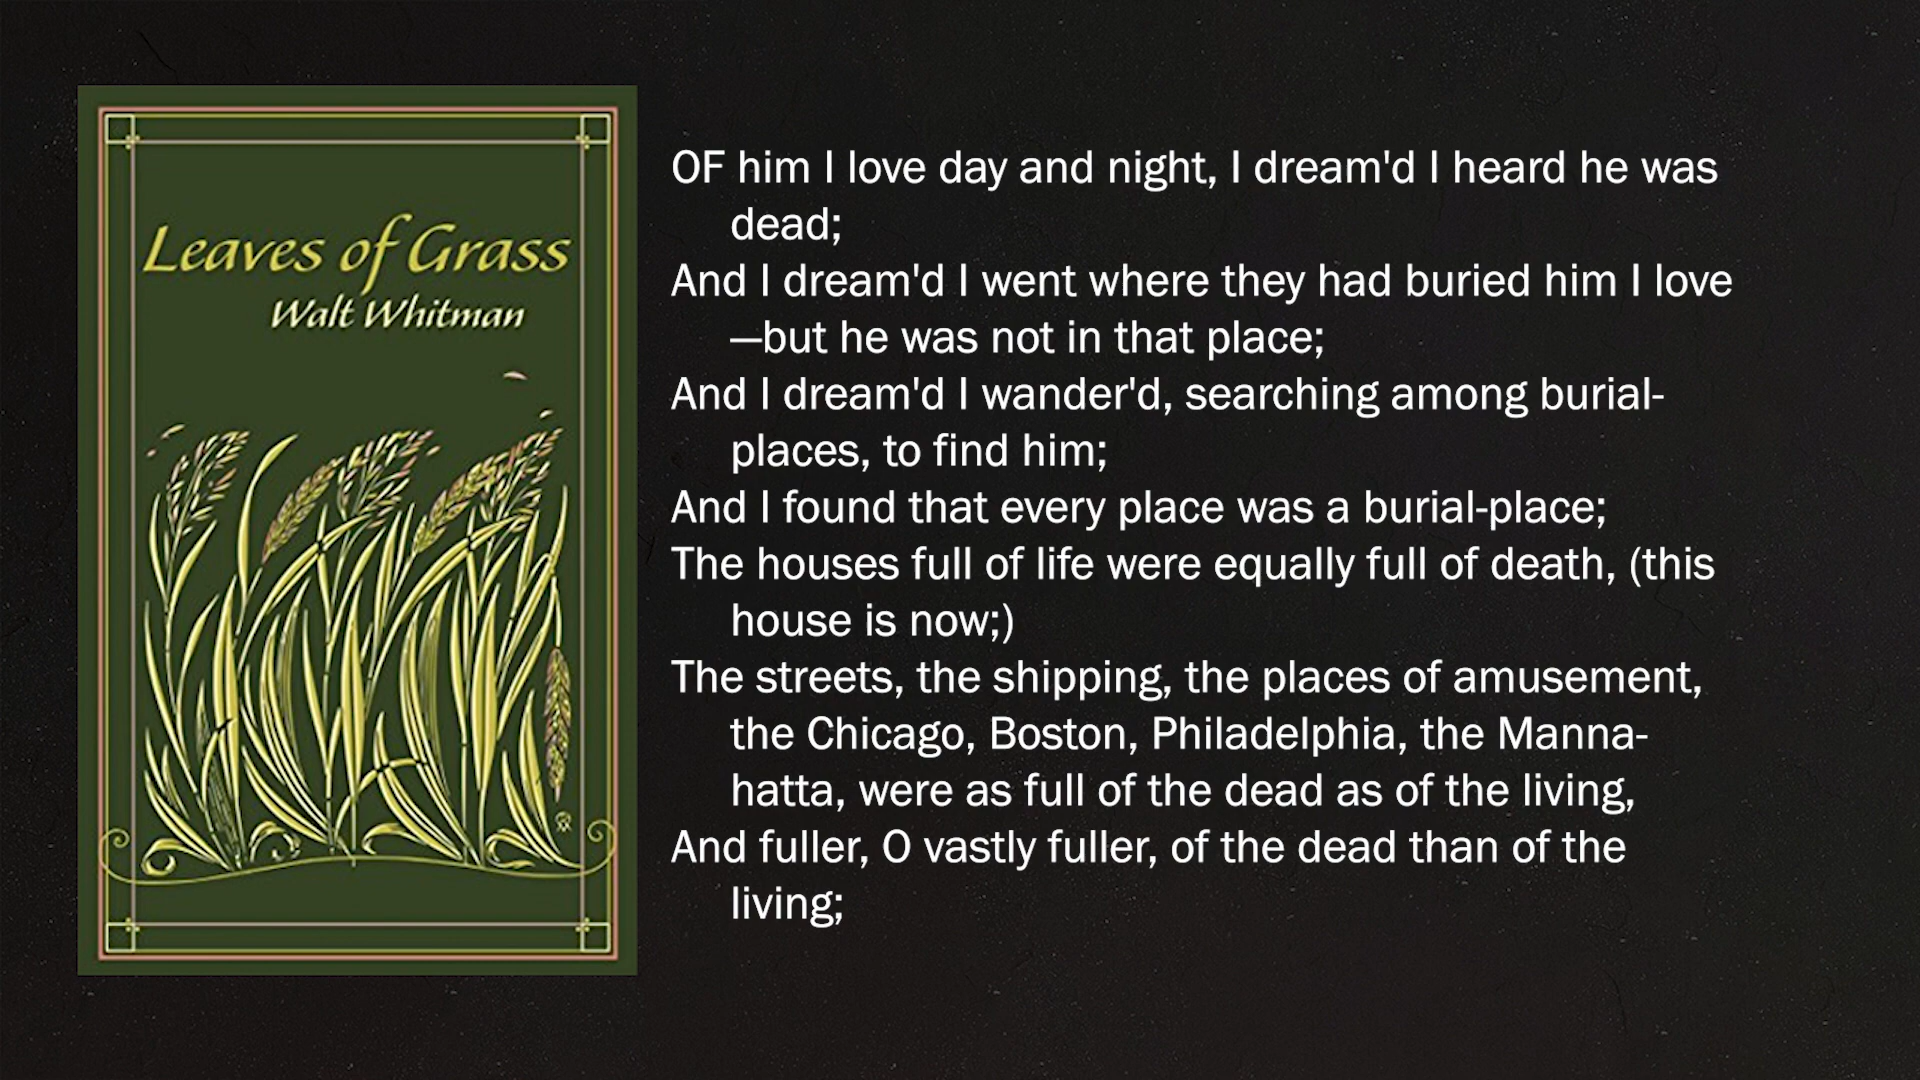 Leaves of Grass
Walt Whitman
OF him I love day and night, I dream'd I heard he was
dead;
And I dream'd I went where they had buried him I love
—but he was not in that place;
And I dream'd I wander'd, searching among burial-
places, to find him;
And I found that every place was a burial-place;
The houses full of life were equally full of death, (this
house is now;)
The streets, the shipping, the places of amusement,
the Chicago, Boston, Philadelphia, the Manna-
hatta, were as full of the dead as of the living,
And fuller, O vastly fuller, of the dead than of the
living;